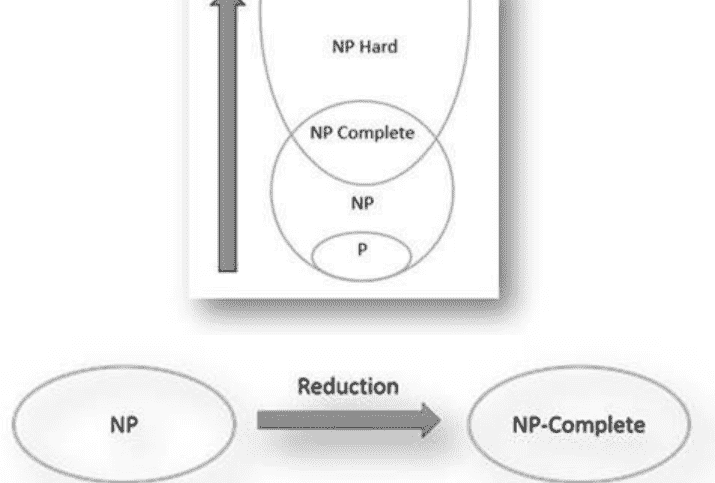 NP Hard
NP Complete
NP
P
Reduction
NP
NP-Complete